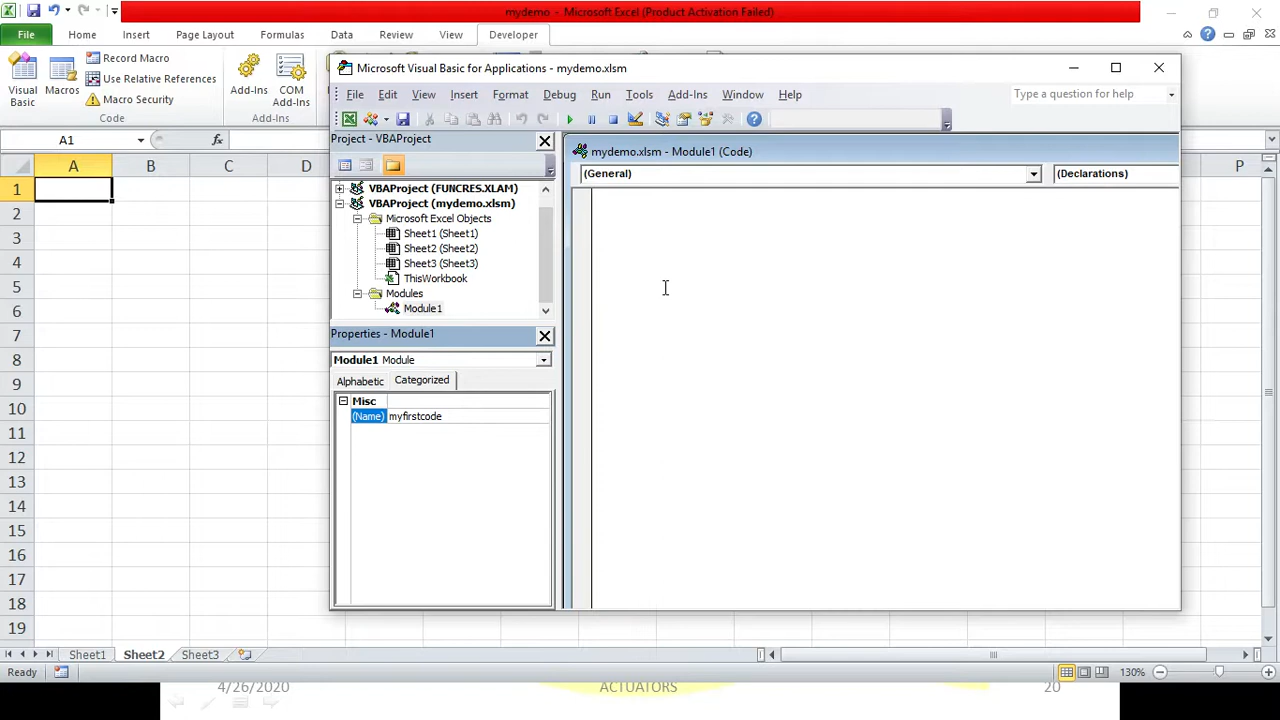 mydemo - Microsoft Excel (Product Activation Failed)
File Home Insert Page Layout Formulas Data Review View Developer
Visual Basic
Macros
Record Macro
Use Relative References
Macro Security
Code
Add-Ins
COM Add-Ins
Add-Ins
A1
fx
A B C D P
1
2
3
4
5
6
7
8
9
10
11
12
13
14
15
16
17
18
19
Microsoft Visual Basic for Applications - mydemo.xlsm
File Edit View Insert Format Debug Run Tools Add-Ins Window Help
Type a question for help
Project - VBAProject
VBAProject (FUNCRES.XLAM)
VBAProject (mydemo.xlsm)
Microsoft Excel Objects
Sheet1 (Sheet1)
Sheet2 (Sheet2)
Sheet3 (Sheet3)
ThisWorkbook
Modules
Module1
Properties - Module1
Module1 Module
Alphabetic Categorized
Misc
(Name) myfirstcode
mydemo.xlsm - Module1 (Code)
(General) (Declarations)
Sheet1 Sheet2 Sheet3
Ready
130%
4/26/2020 ACTUATORS 20